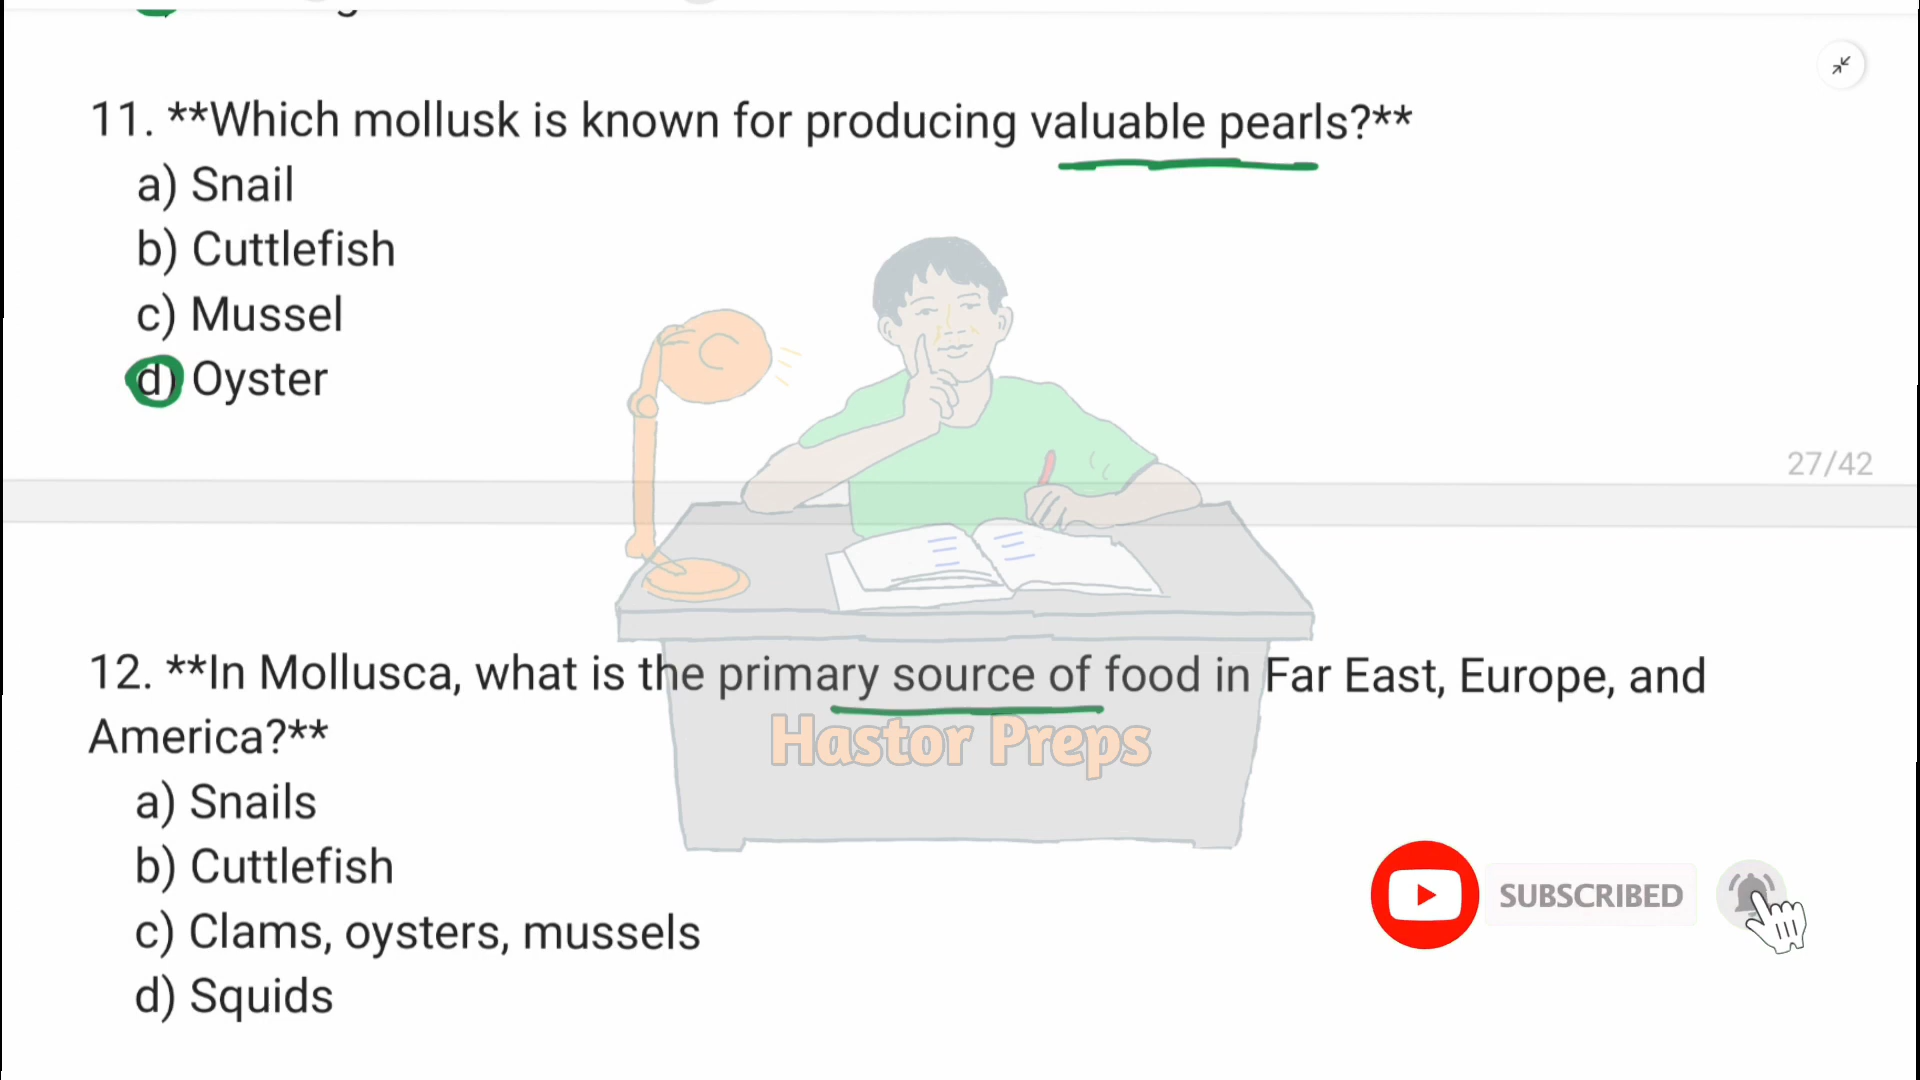 11. **Which mollusk is known for producing valuable pearls?**
a) Snail
b) Cuttlefish
c) Mussel
d) Oyster
27/42
12. **In Mollusca, what is the primary source of food in Far East, Europe, and
America?**
Hastor Preps
a) Snails
b) Cuttlefish
SUBSCRIBED
c) Clams, oysters, mussels
d) Squids